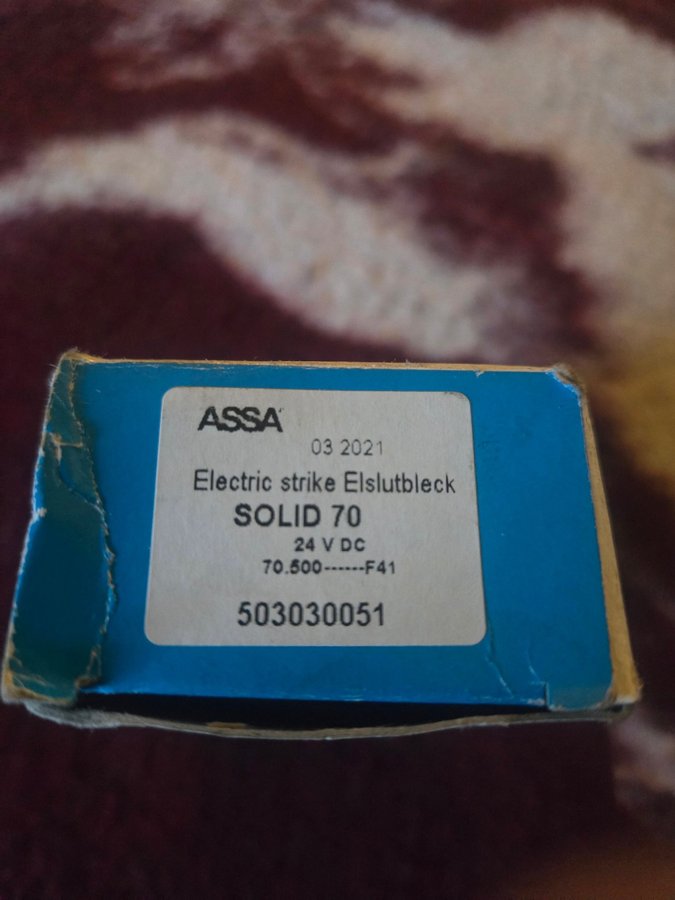 ASSA
03 2021
Electric strike Elslutbleck
SOLID 70
24 V DC
70.500------F41
503030051